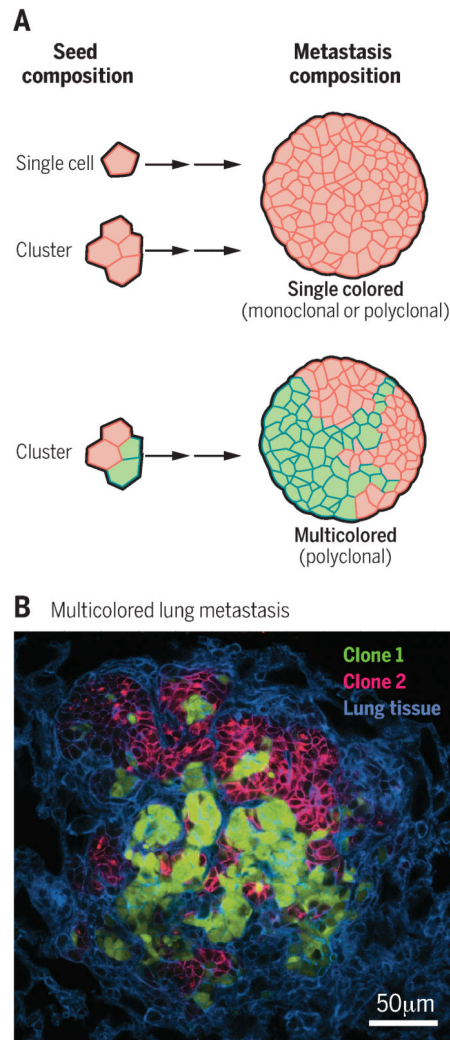 A
Seed
composition
Metastasis
composition
Single cell
Cluster
Single colored
(monoclonal or polyclonal)
Cluster
Multicolored
(polyclonal)
B Multicolored lung metastasis
Clone 1
Clone 2
Lung tissue
50μm